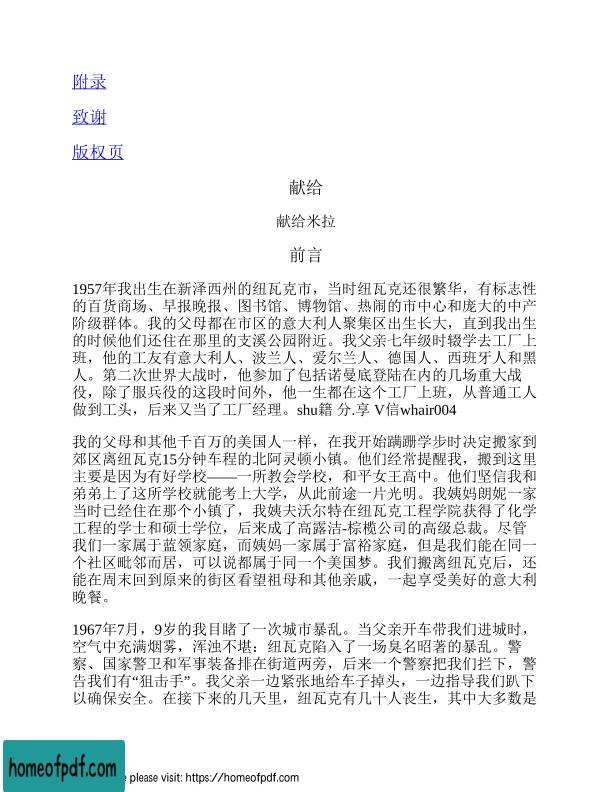 附录
致谢
版权页
献给
献给米拉
前言
1957年我出生在新泽西州的纽瓦克市，当时纽瓦克还很繁华，有标志性
的百货商场、早报晚报、图书馆、博物馆、热闹的市中心和庞大的中产
阶级群体。我的父母都在市区的意大利人聚集区出生长大，直到我出生
的时候他们还住在那里的支溪公园附近。我父亲七年级时辍学去工厂上
班，他的工友有意大利人、波兰人、爱尔兰人、德国人、西班牙人和黑
人。第二次世界大战时，他参加了包括诺曼底登陆在内的几场重大战
役，除了服兵役的这段时间外，他一生都在这个工厂上班，从普通工人
做到工头，后来又当了工厂经理。shu籍 分.享 V信whair004
我的父母和其他千百万的美国人一样，在我开始蹒跚学步时决定搬家到
郊区离纽瓦克15分钟车程的北阿灵顿小镇。他们经常提醒我，搬到这里
主要是因为有好学校——一所教会学校，和平女王高中。他们坚信我和
弟弟上了这所学校就能考上大学，从此前途一片光明。我姨妈朗妮一家
当时已经住在那个小镇了，我姨夫沃尔特在纽瓦克工程学院获得了化学
工程的学士和硕士学位，后来成了高露洁-棕榄公司的高级总裁。尽管
我们一家属于蓝领家庭，而姨妈一家属于富裕家庭，但是我们能在同一
个社区毗邻而居，可以说都属于同一个美国梦。我们搬离纽瓦克后，还
能在周末回到原来的街区看望祖母和其他亲戚，一起享受美好的意大利
晚餐。
1967年7月，9岁的我目睹了一次城市暴乱。当父亲开车带我们进城时，
空气中充满烟雾，浑浊不堪：纽瓦克陷入了一场臭名昭著的暴乱。警
察、国家警卫和军事装备排在街道两旁，后来一个警察把我们拦下，警
告我们有“狙击手”。我父亲一边紧张地给车子掉头，一边指导我们趴下
以确保安全。在接下来的几天里，纽瓦克有几十人丧生，其中大多数是
homeofpdf.com
e please visit: https://homeofpdf.com